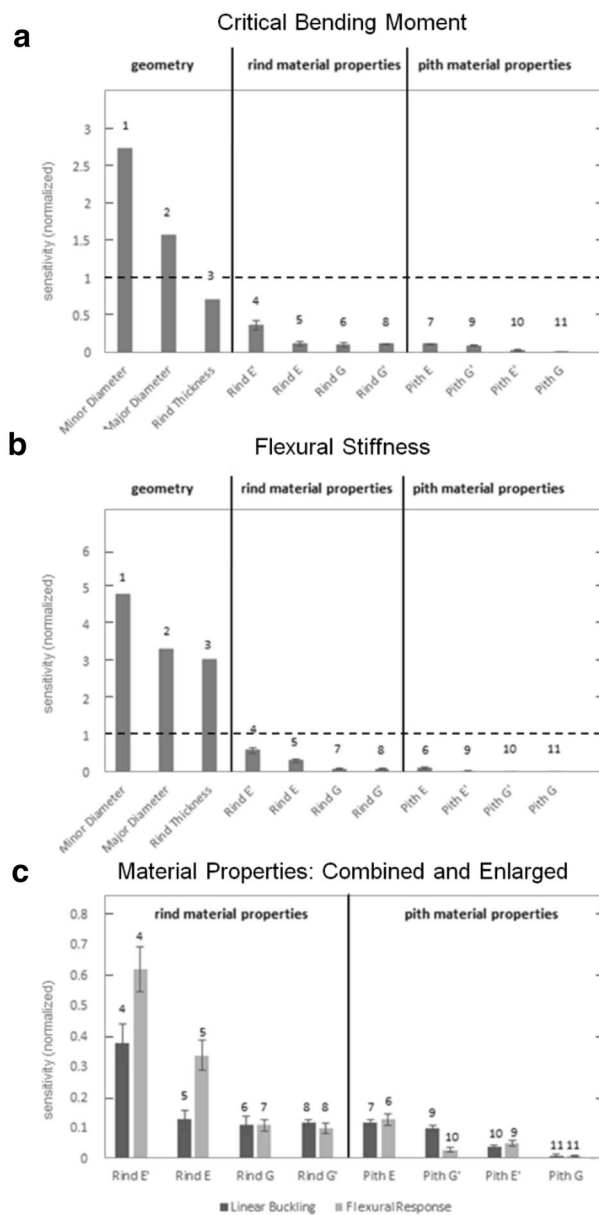 a
Critical Bending Moment
geometry
rind material properties
pith material properties
sensitivity (normalized)
3
2.5
2
1.5
1
0.5
0
1
2
3
4
5
6
8
7
9
10
11
Minor Diameter
Major Diameter
Rind Thickness
Rind E'
Rind E
Rind G
Rind G'
Pith E
Pith G'
Pith E'
Pith G
b
Flexural Stiffness
geometry
rind material properties
pith material properties
sensitivity (normalized)
6
5
4
3
2
1
0
1
2
3
4
5
7
8
6
9
10
11
Minor Diameter
Major Diameter
Rind Thickness
Rind E'
Rind E
Rind G
Rind G'
Pith E
Pith E'
Pith G'
Pith G
c
Material Properties: Combined and Enlarged
rind material properties
pith material properties
sensitivity (normalized)
0.8
0.7
0.6
0.5
0.4
0.3
0.2
0.1
0
4
4
5
5
6
7
8
8
7
6
9
10
10
9
11
11
Rind E'
Rind E
Rind G
Rind G'
Pith E
Pith G'
Pith E'
Pith G
Linear Buckling
Flexural Response